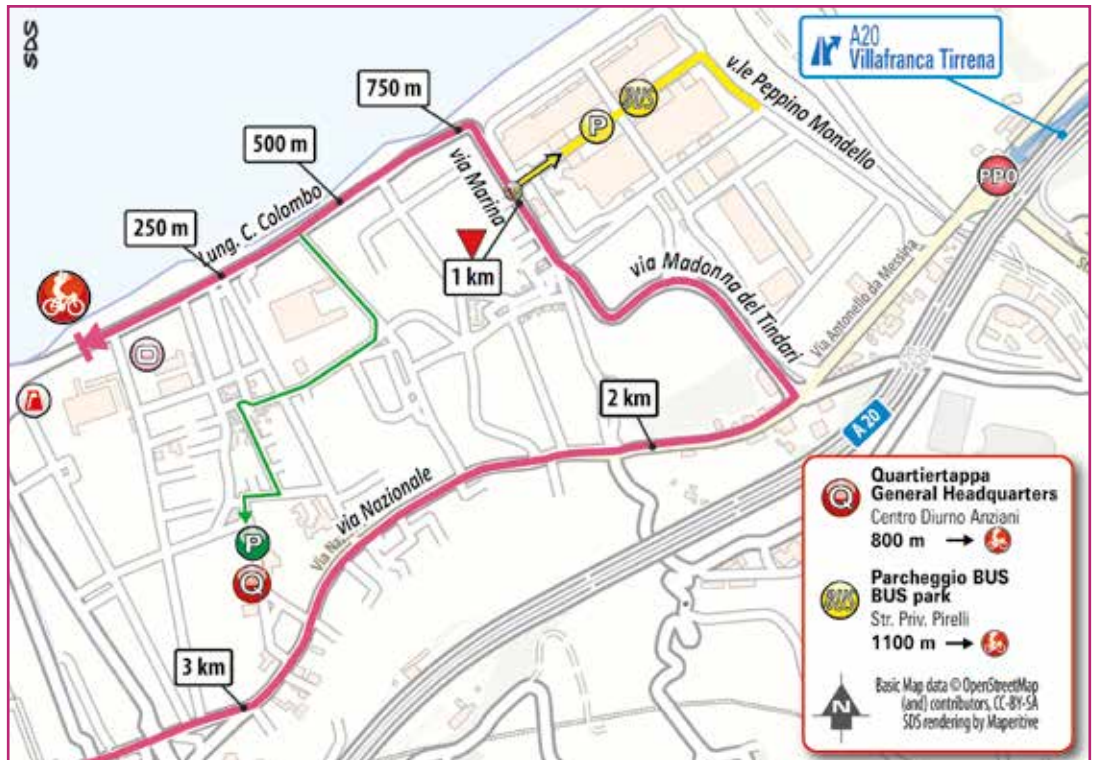 SDS
A20
Villafranca Tirrena
750 m
v.le Peppino Mondello
BUS
P
500 m
via Marina
PPO
Lung. C. Colombo
250 m
1 km
via Madonna del Tindari
Via Antonello da Messina
D
2 km
A 20
via Nazionale
Via Na
P
Q
3 km
Q
Quartiertappa
General Headquarters
Centro Diurno Anziani
800 m
BUS
Parcheggio BUS
BUS park
Str. Priv. Pirelli
1100 m
N
Basic Map data © OpenStreetMap
(and) contributors, CC-BY-SA
SDS rendering by Maperitive